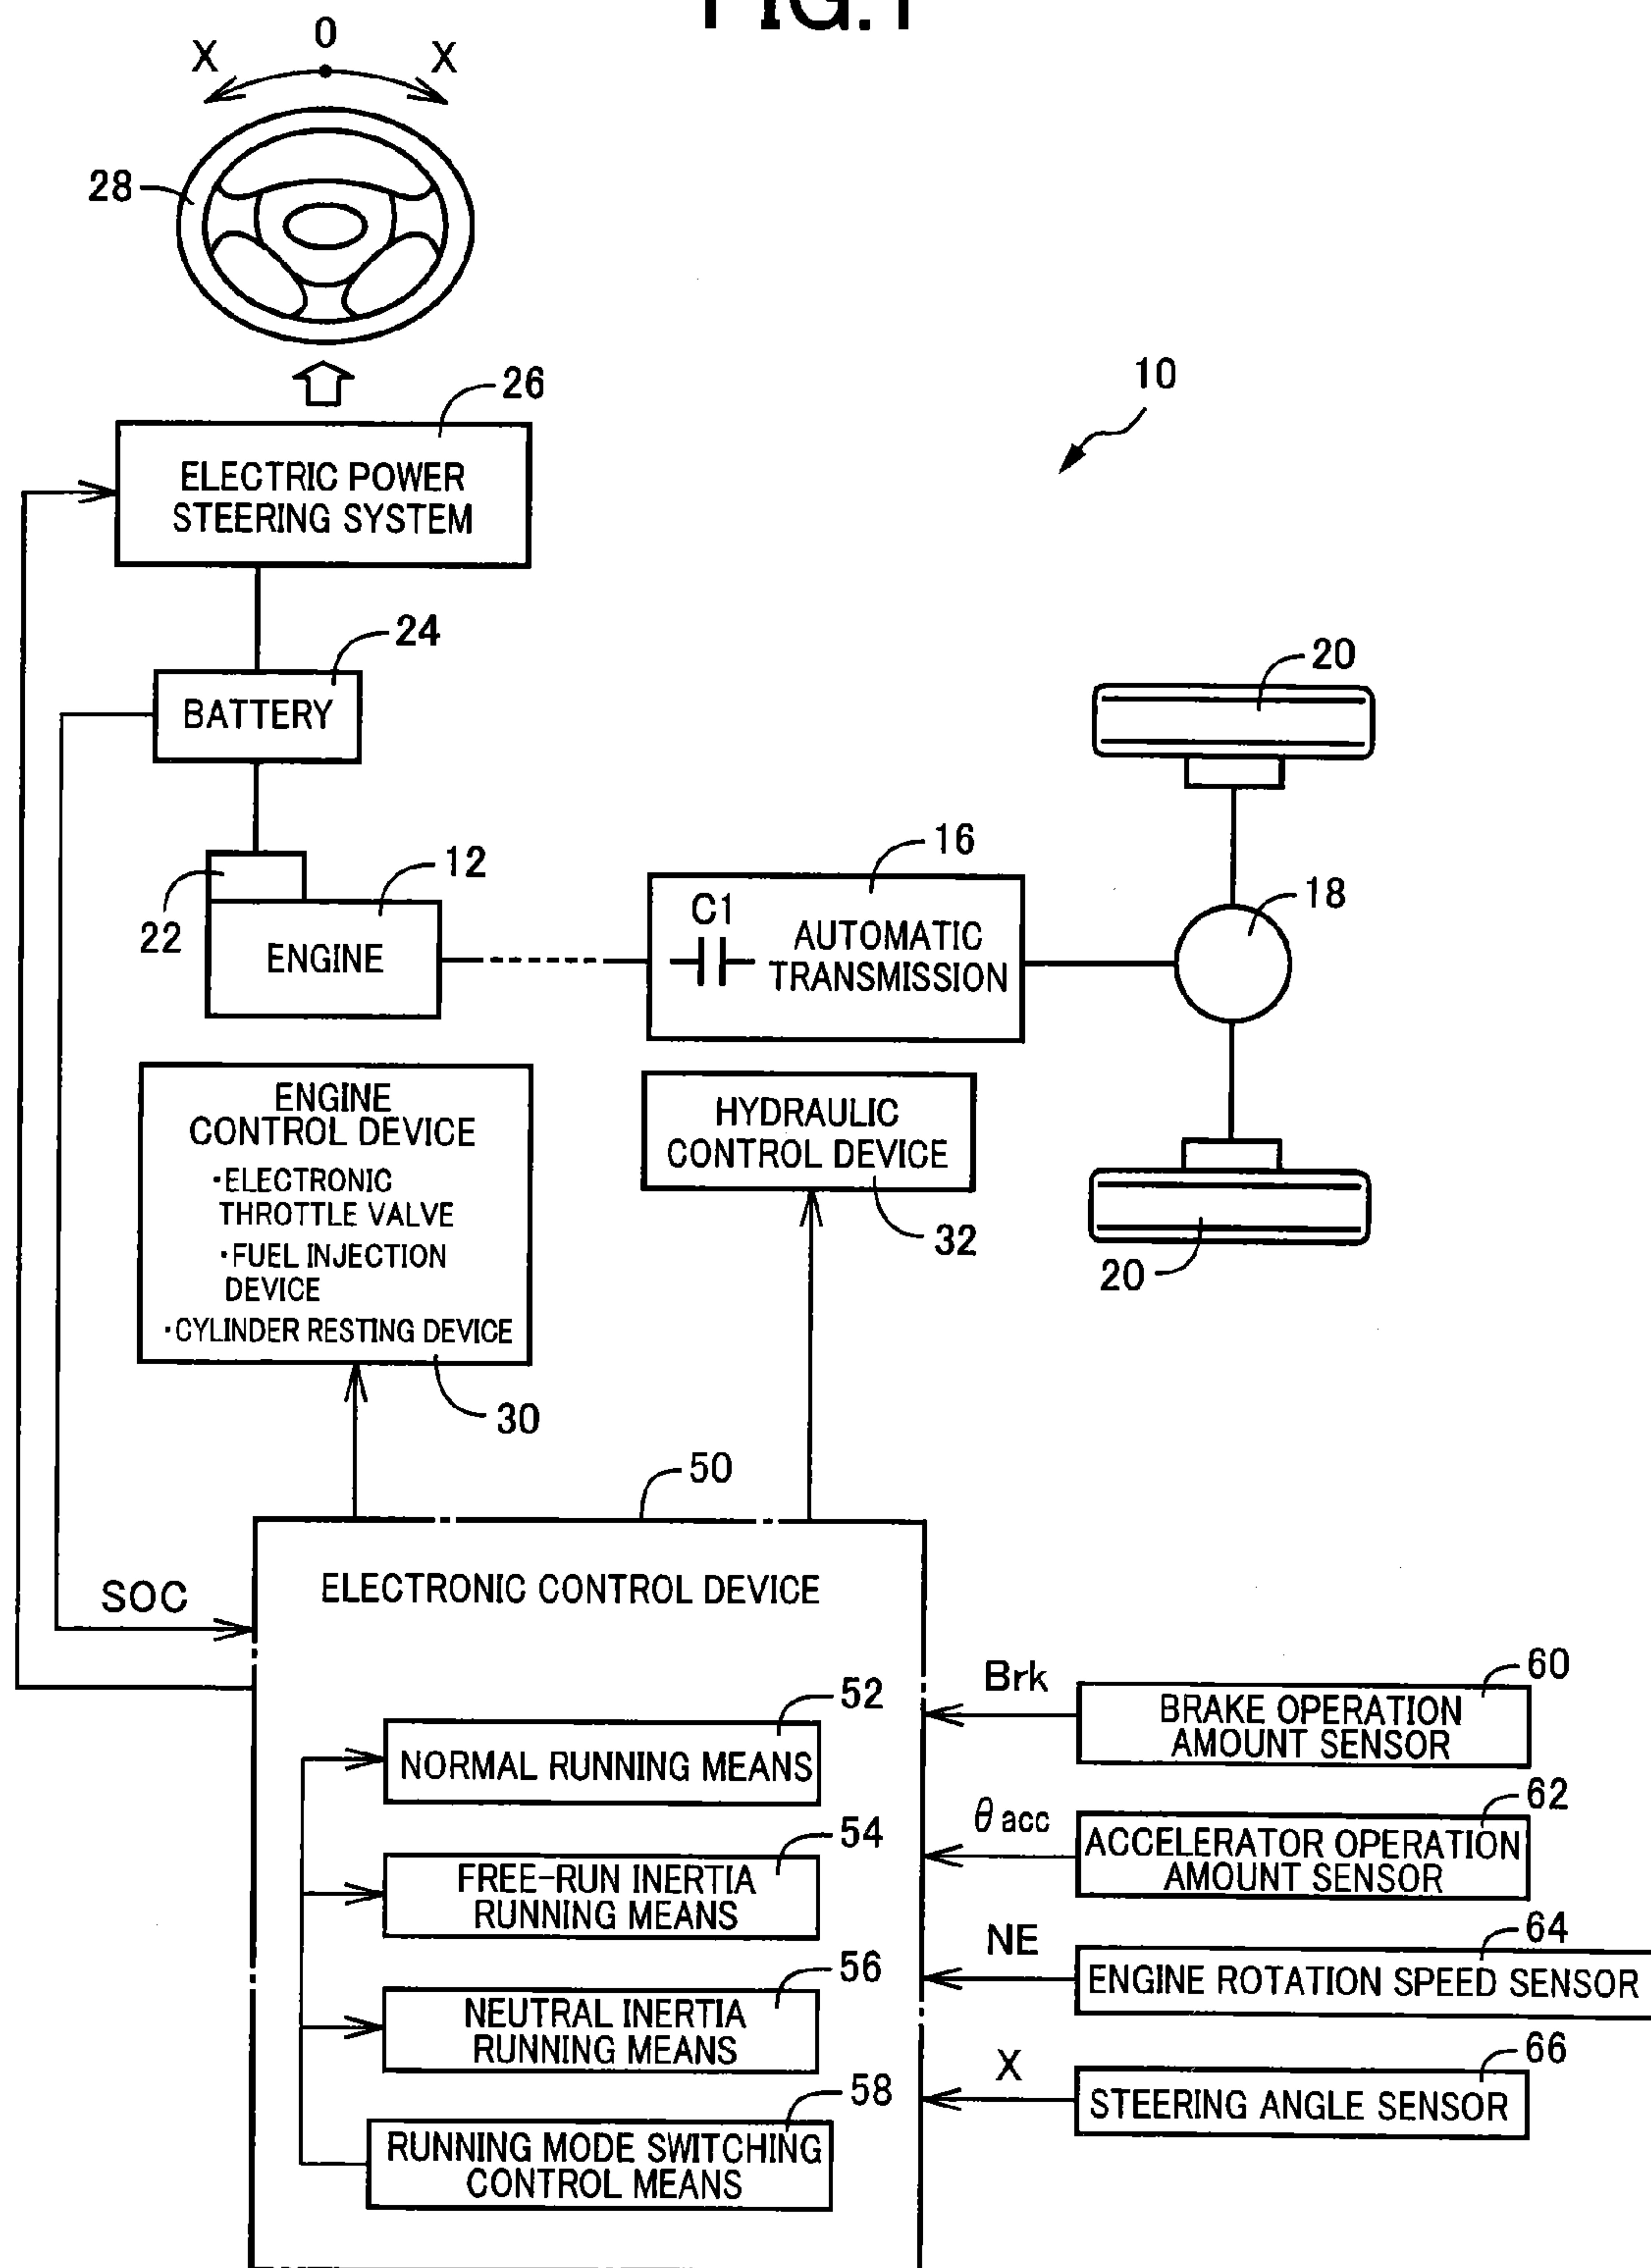 FIG.1
X
0
X
28
26
10
ELECTRIC POWER
STEERING SYSTEM
24
20
BATTERY
12
16
18
22
C1
ENGINE
AUTOMATIC
TRANSMISSION
ENGINE
CONTROL DEVICE
・ELECTRONIC
THROTTLE VALVE
・FUEL INJECTION
DEVICE
・CYLINDER RESTING DEVICE
30
HYDRAULIC
CONTROL DEVICE
32
20
50
SOC
ELECTRONIC CONTROL DEVICE
52
NORMAL RUNNING MEANS
54
FREE-RUN INERTIA
RUNNING MEANS
56
NEUTRAL INERTIA
RUNNING MEANS
58
RUNNING MODE SWITCHING
CONTROL MEANS
Brk
60
BRAKE OPERATION
AMOUNT SENSOR
θacc
62
ACCELERATOR OPERATION
AMOUNT SENSOR
NE
64
ENGINE ROTATION SPEED SENSOR
X
66
STEERING ANGLE SENSOR